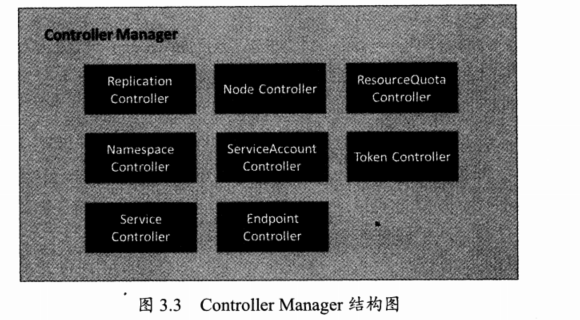 Controller Manager
Replication
Controller
Node Controller
ResourceQuota
Controller
Namespace
Controller
ServiceAccount
Controller
Token Controller
Service
Controller
Endpoint
Controller
图 3.3 Controller Manager 结构图